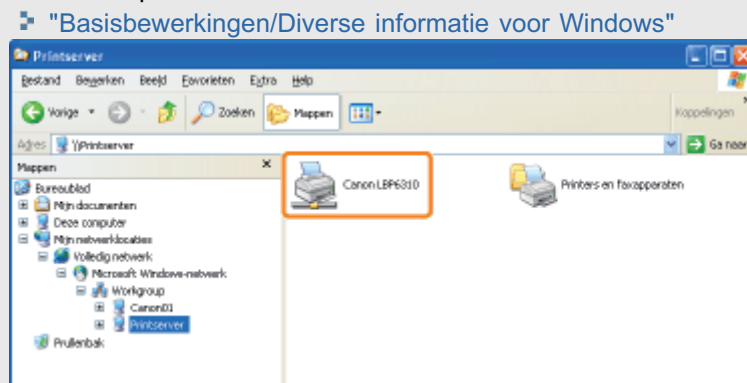 "Basisbewerkingen/Diverse informatie voor Windows"
Printserver
Bestand Bewerken Beeld Favorieten Extra Help
Vorige Zoeken Mappen Koppelingen
Adres \\Printserver Ga naar
Mappen
Bureaublad
Mijn documenten
Deze computer
Mijn netwerklocaties
Volledig netwerk
Microsoft Windows-netwerk
Workgroup
Canon01
Printserver
Prullenbak
Canon LBP6310
Printers en faxapparaten